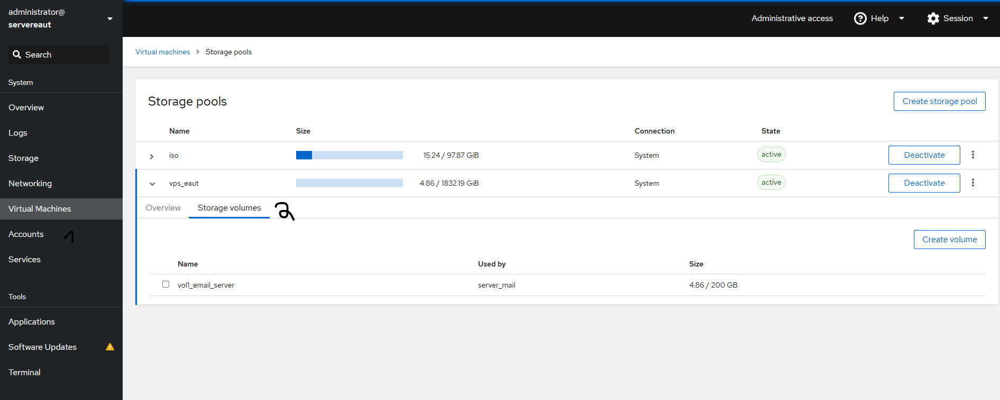 administrator@
servereaut
Search
System
Overview
Logs
Storage
Networking
Virtual Machines
Accounts
1
Services
Tools
Applications
Software Updates
Terminal
Administrative access
Help
Session
Virtual machines > Storage pools
Storage pools
Create storage pool
Name Size Connection State
iso 15.24 / 97.87 GiB System active Deactivate
vps_eaut 4.86 / 1832.19 GiB System active Deactivate
Overview Storage volumes 2
Create volume
Name Used by Size
vol1_email_server server_mail 4.86 / 200 GB